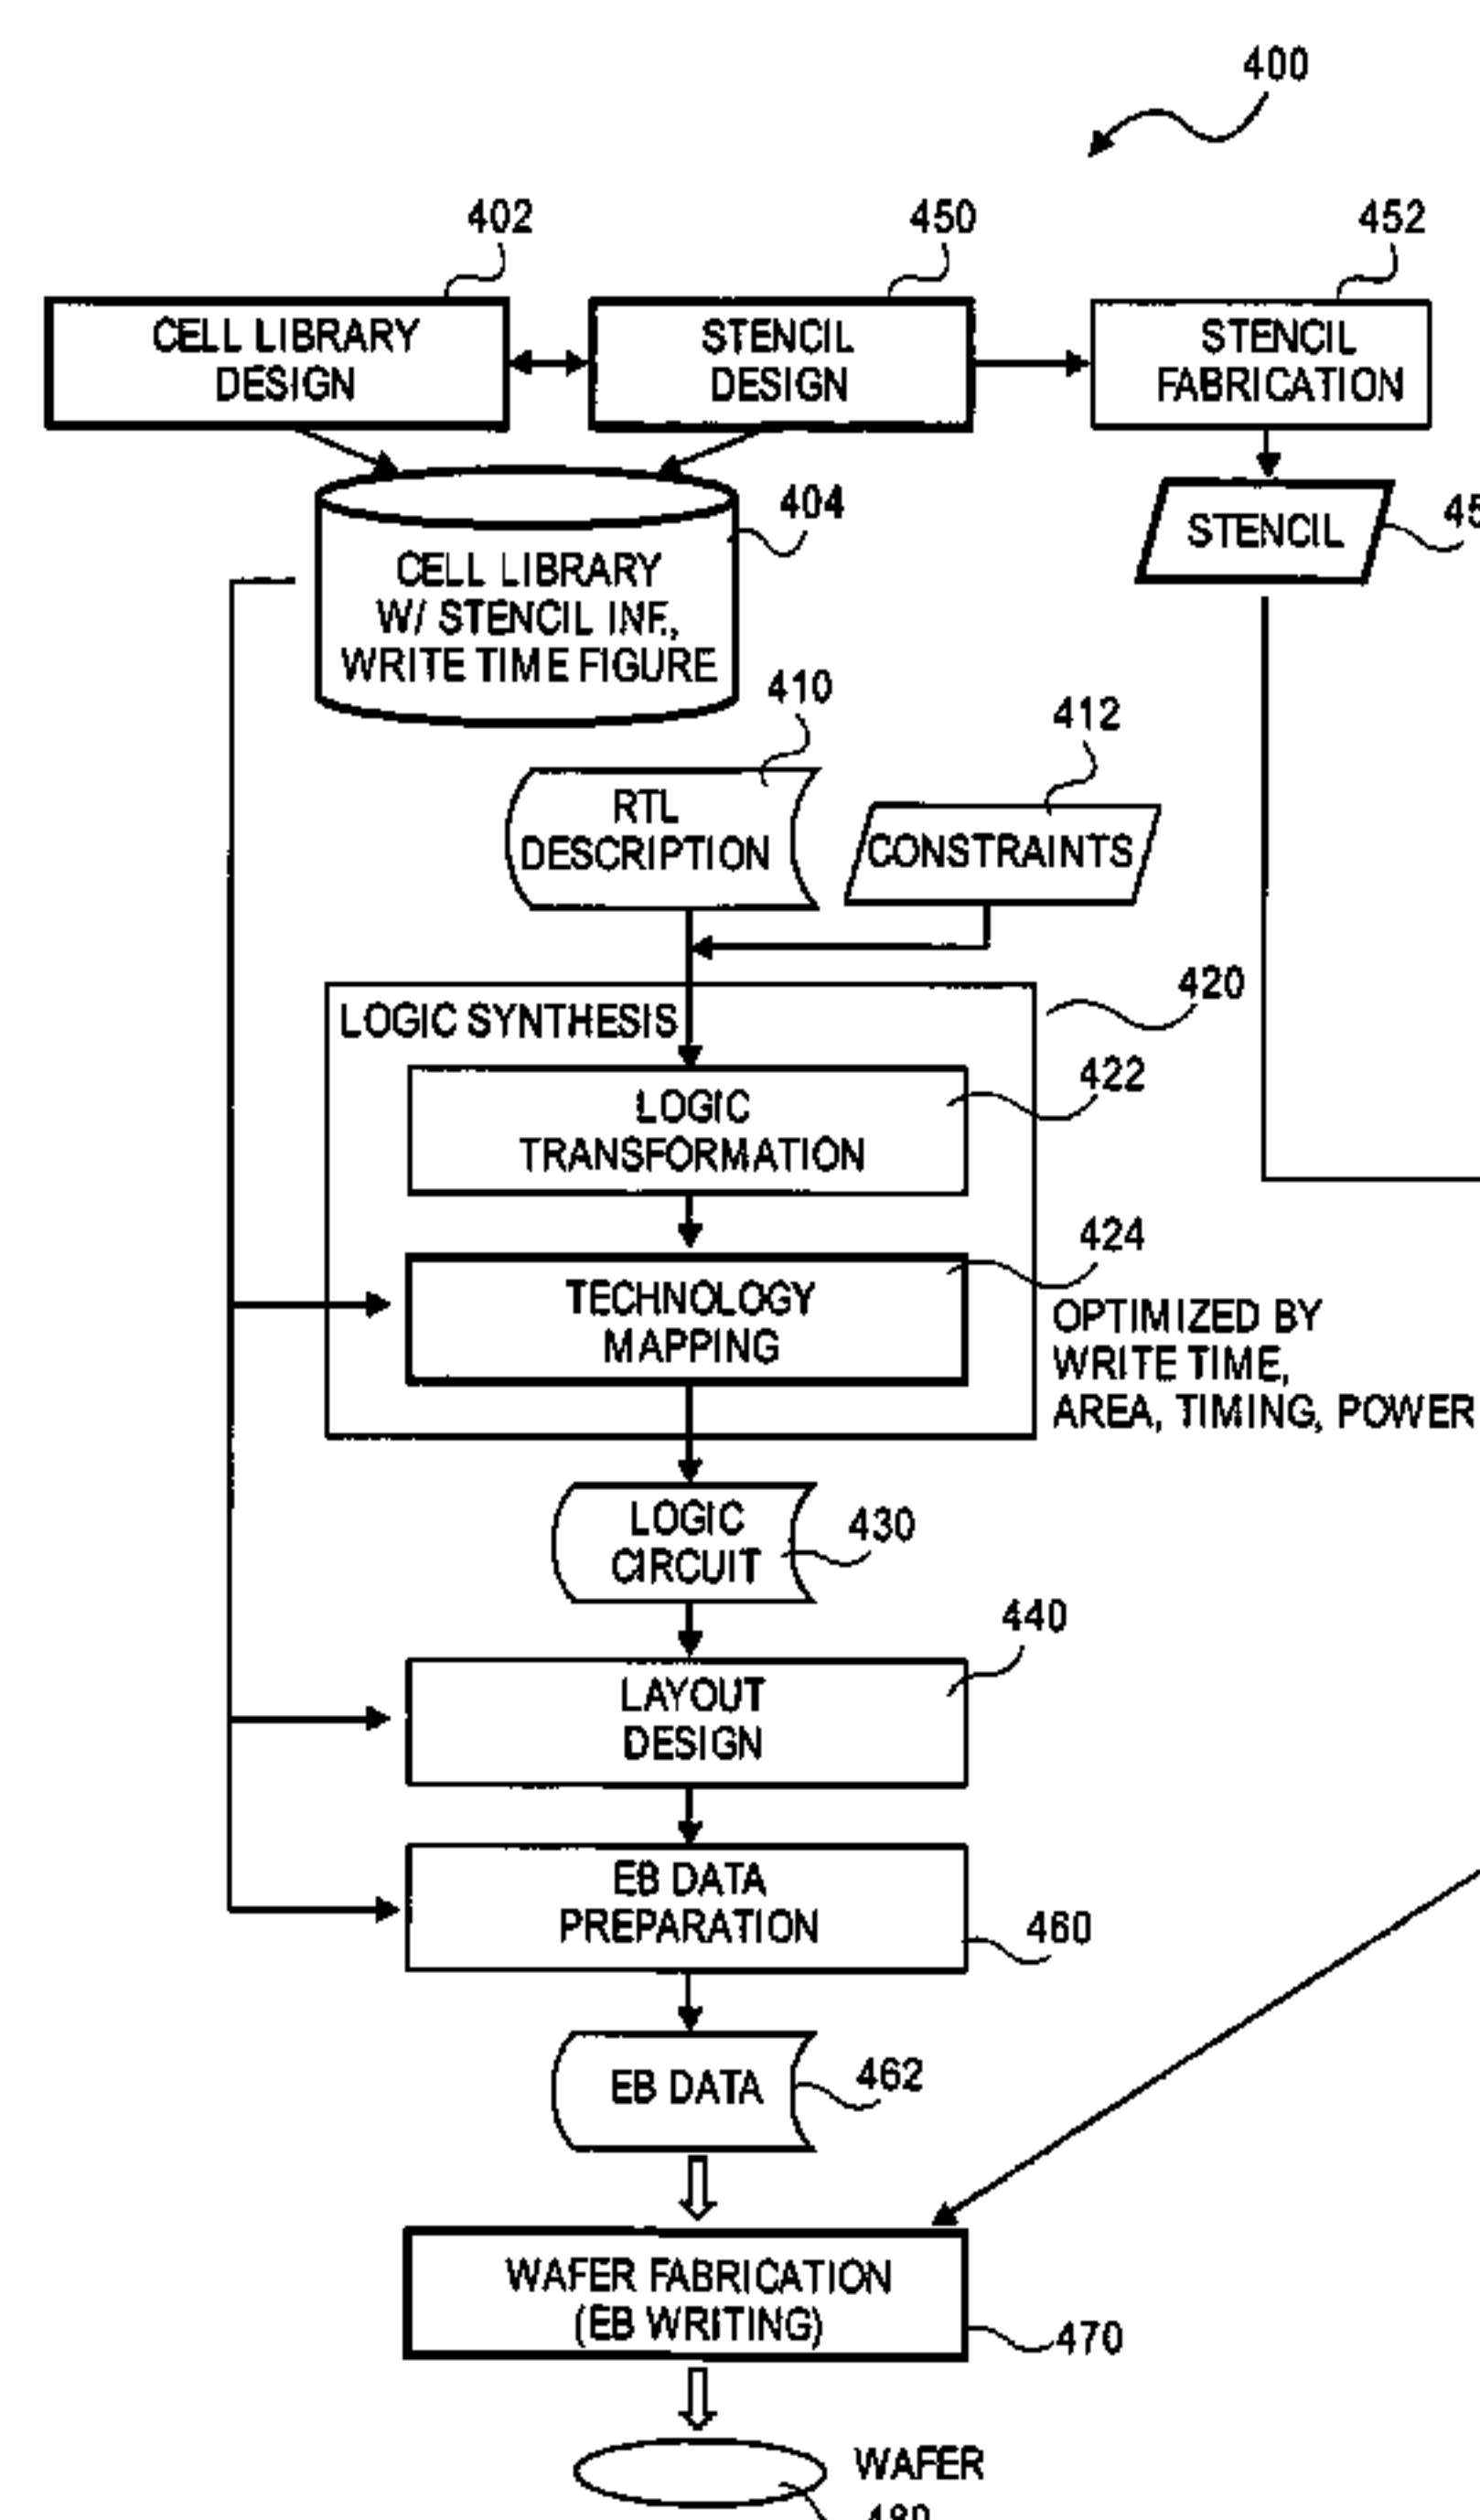 400
402
450
452
CELL LIBRARY
DESIGN
STENCIL
DESIGN
STENCIL
FABRICATION
404
STENCIL
CELL LIBRARY
W/ STENCIL INF.,
WRITE TIME FIGURE
410
412
RTL
DESCRIPTION
CONSTRAINTS
420
LOGIC SYNTHESIS
422
LOGIC
TRANSFORMATION
424
TECHNOLOGY
MAPPING
OPTIMIZED BY
WRITE TIME,
AREA, TIMING, POWER
LOGIC
CIRCUIT
430
440
LAYOUT
DESIGN
EB DATA
PREPARATION
460
EB DATA
462
WAFER FABRICATION
(EB WRITING)
470
WAFER
480